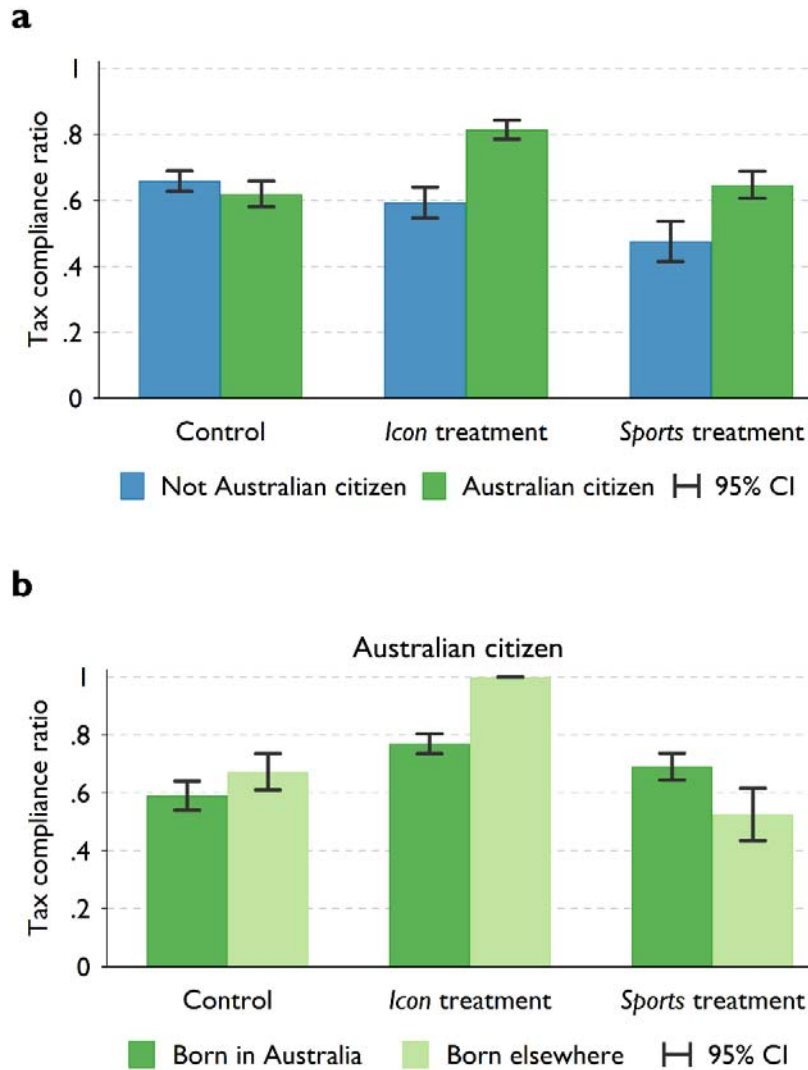 a
Tax compliance ratio
1
.8
.6
.4
.2
0
Control
Icon treatment
Sports treatment
Not Australian citizen
Australian citizen
95% CI
b
Australian citizen
Tax compliance ratio
1
.8
.6
.4
.2
0
Control
Icon treatment
Sports treatment
Born in Australia
Born elsewhere
95% CI